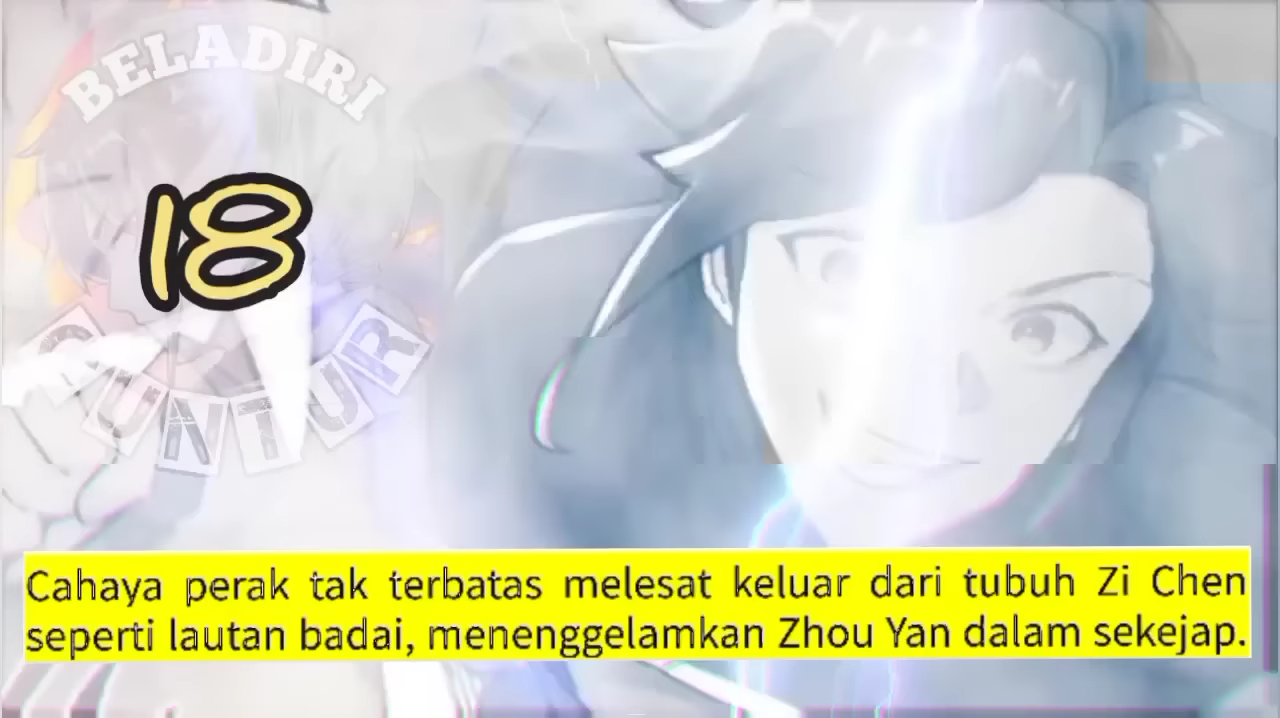 BELADIRI
18
GUNTUR
Cahaya perak tak terbatas melesat keluar dari tubuh Zi Chen
seperti lautan badai, menenggelamkan Zhou Yan dalam sekejap.